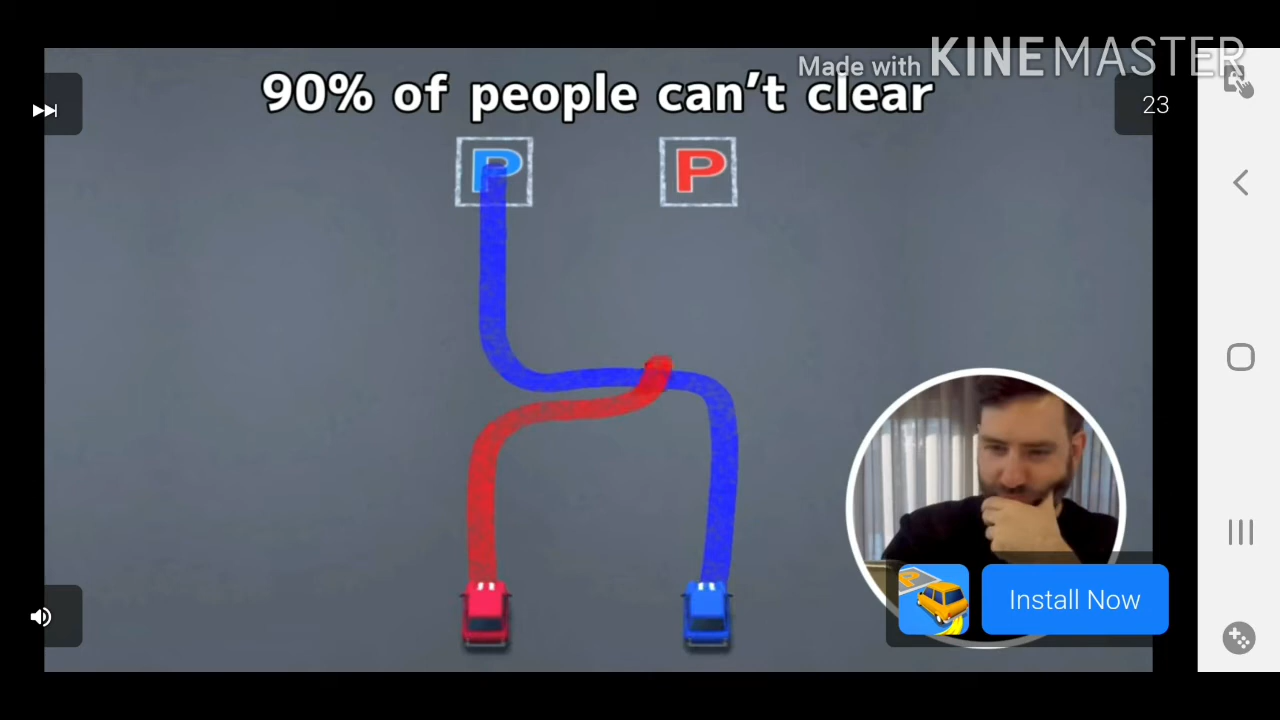 Made with KINEMASTER
90% of people can't clear
23
P
P
Install Now